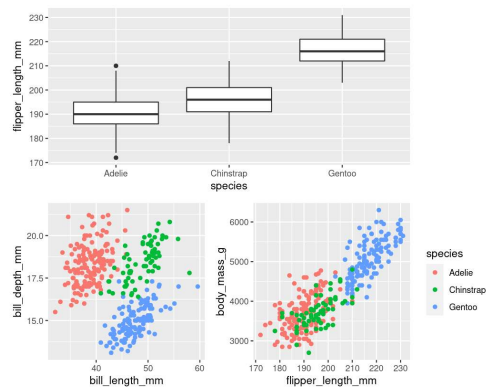 flipper_length_mm
230
220
210
200
190
180
170
Adelie Chinstrap Gentoo
species
bill_depth_mm
20.0
17.5
15.0
40 50 60
bill_length_mm
body_mass_g
6000
5000
4000
3000
170 180 190 200 210 220 230
flipper_length_mm
species
Adelie
Chinstrap
Gentoo